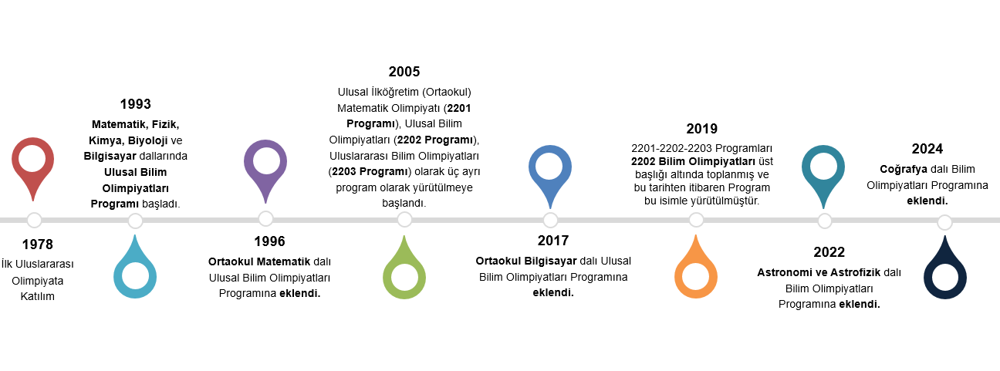 1978
İlk Uluslararası
Olimpiyata
Katılım
1993
Matematik, Fizik,
Kimya, Biyoloji ve
Bilgisayar dallarında
Ulusal Bilim
Olimpiyatları
Programı başladı.
1996
Ortaokul Matematik dalı
Ulusal Bilim Olimpiyatları
Programına eklendi.
2005
Ulusal İlköğretim (Ortaokul)
Matematik Olimpiyatı (2201
Programı), Ulusal Bilim
Olimpiyatları (2202 Programı),
Uluslararası Bilim Olimpiyatları
(2203 Programı) olarak üç ayrı
program olarak yürütülmeye
başlandı.
2017
Ortaokul Bilgisayar dalı Ulusal
Bilim Olimpiyatları Programına
eklendi.
2019
2201-2202-2203 Programları
2202 Bilim Olimpiyatları üst
başlığı altında toplanmış ve
bu tarihten itibaren Program
bu isimle yürütülmüştür.
2022
Astronomi ve Astrofizik dalı
Bilim Olimpiyatları
Programına eklendi.
2024
Coğrafya dalı Bilim
Olimpiyatları Programına
eklendi.